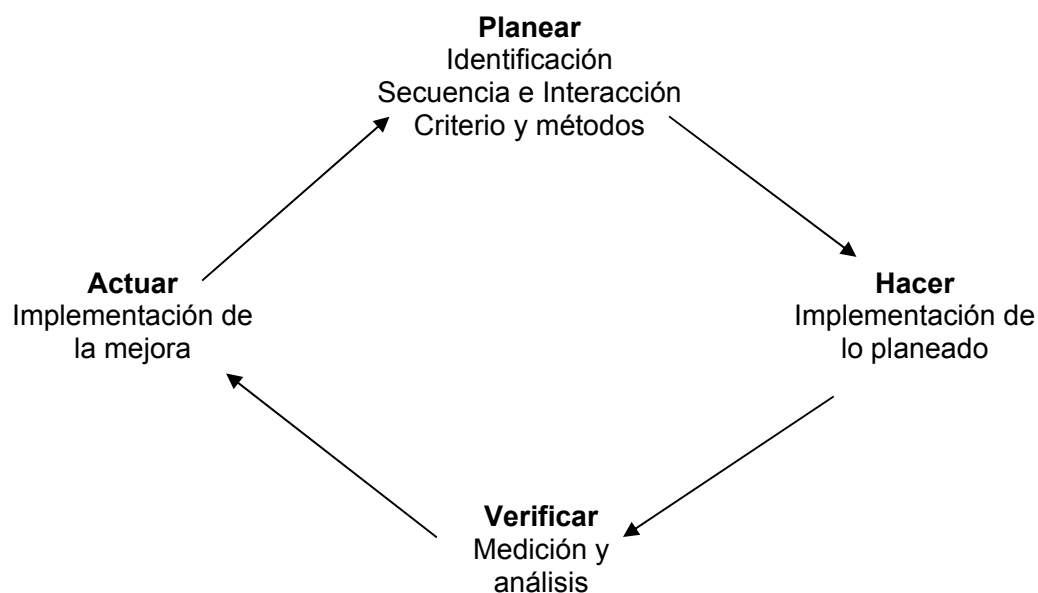 Planear
Identificación
Secuencia e Interacción
Criterio y métodos
Actuar
Implementación de
la mejora
Hacer
Implementación de
lo planeado
Verificar
Medición y
análisis